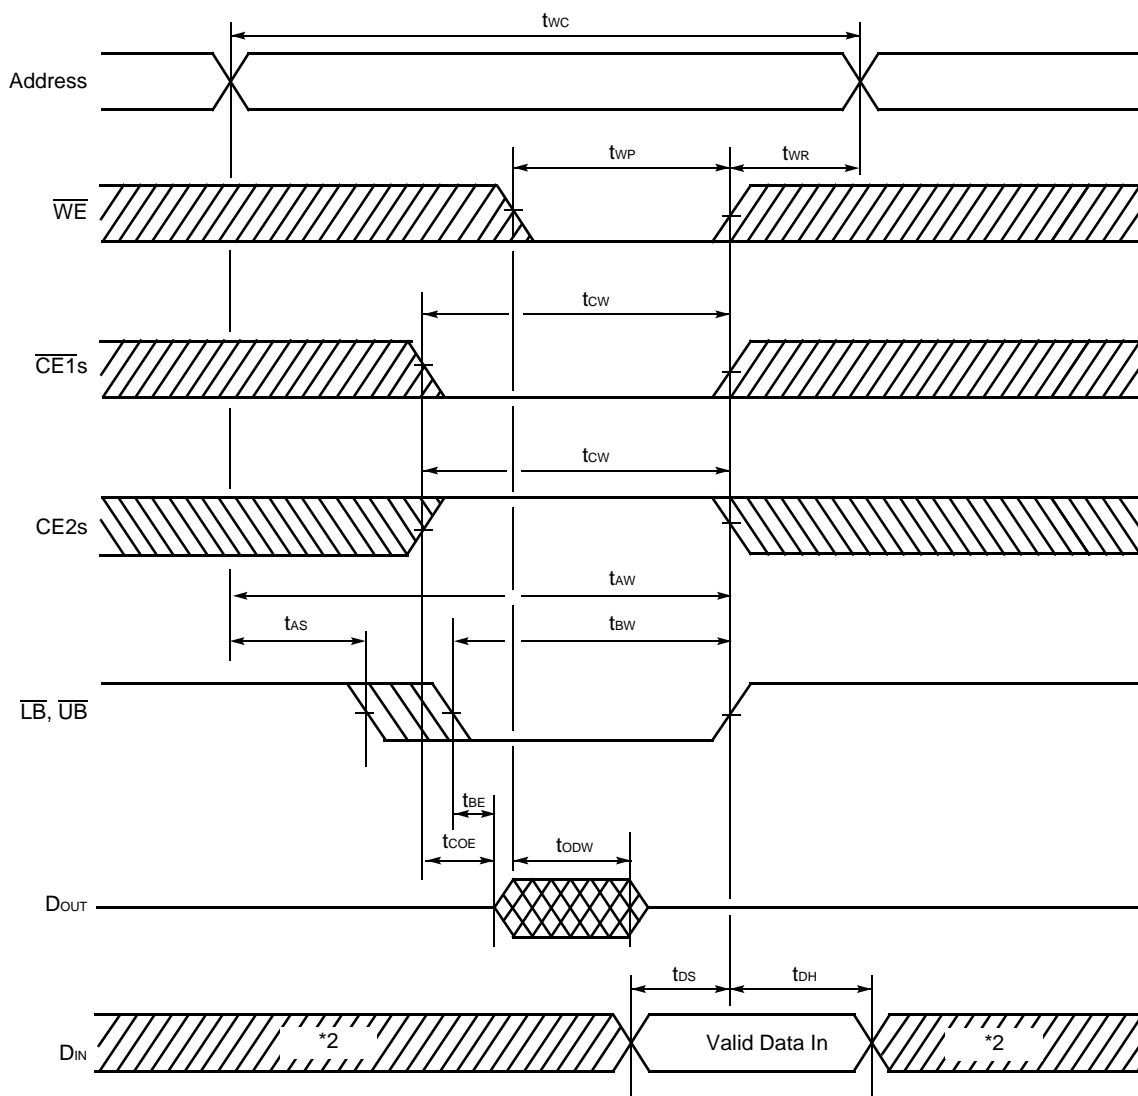 tWC
Address
tWP
tWR
WE
tCW
CE1s
tCW
CE2s
tAW
tAS
tBW
LB, UB
tBE
tCOE
tODW
DOUT
tDS
tDH
DIN
*2
Valid Data In
*2